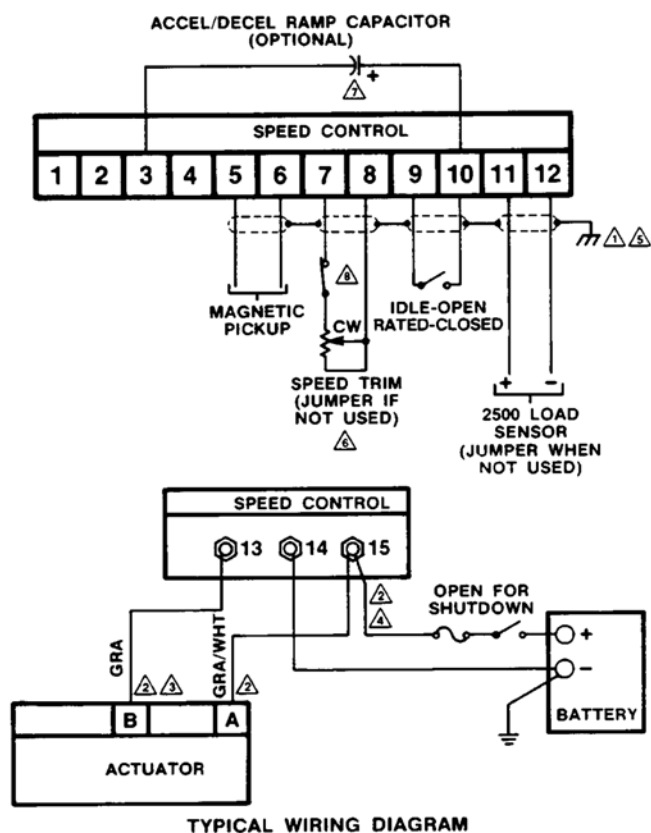 ACCEL/DECEL RAMP CAPACITOR
(OPTIONAL)
+
7
SPEED CONTROL
1 2 3 4 5 6 7 8 9 10 11 12
1 5
8
MAGNETIC
PICKUP
CW
IDLE-OPEN
RATED-CLOSED
SPEED TRIM
(JUMPER IF
NOT USED)
6
+ -
2500 LOAD
SENSOR
(JUMPER WHEN
NOT USED)
SPEED CONTROL
13 14 15
2
4
OPEN FOR
SHUTDOWN
+
-
BATTERY
GRA
GRA/WHT
2 3
2
B A
ACTUATOR
TYPICAL WIRING DIAGRAM